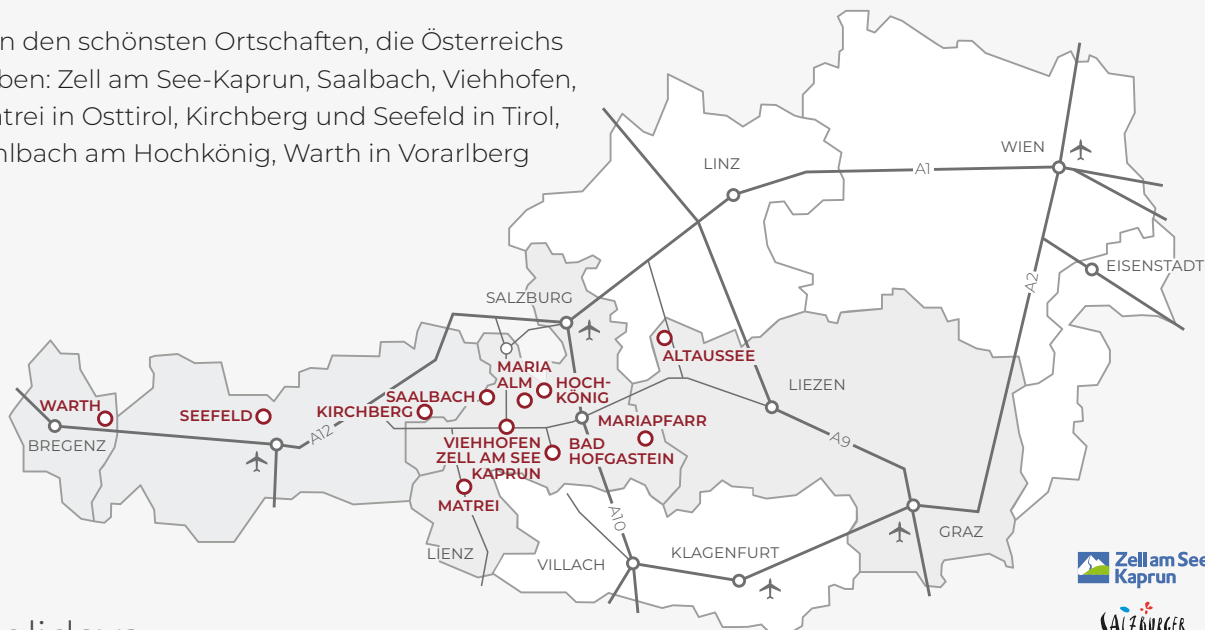 n den schönsten Ortschaften, die Österreichs
ben: Zell am See-Kaprun, Saalbach, Viehhofen,
trei in Osttirol, Kirchberg und Seefeld in Tirol,
hlbach am Hochkönig, Warth in Vorarlberg
LINZ
WIEN
A1
EISENSTADT
A2
SALZBURG
ALTAUSSEE
MARIA
ALM
HOCH-
KÖNIG
LIEZEN
SAALBACH
KIRCHBERG
WARTH
SEEFELD
MARIAPFARR
BREGENZ
A12
A9
VIEHHOFEN
ZELL AM SEE
KAPRUN
BAD
HOFGASTEIN
MATREI
A10
GRAZ
LIENZ
VILLACH
KLAGENFURT
Zell am See
Kaprun
SALZBURGER